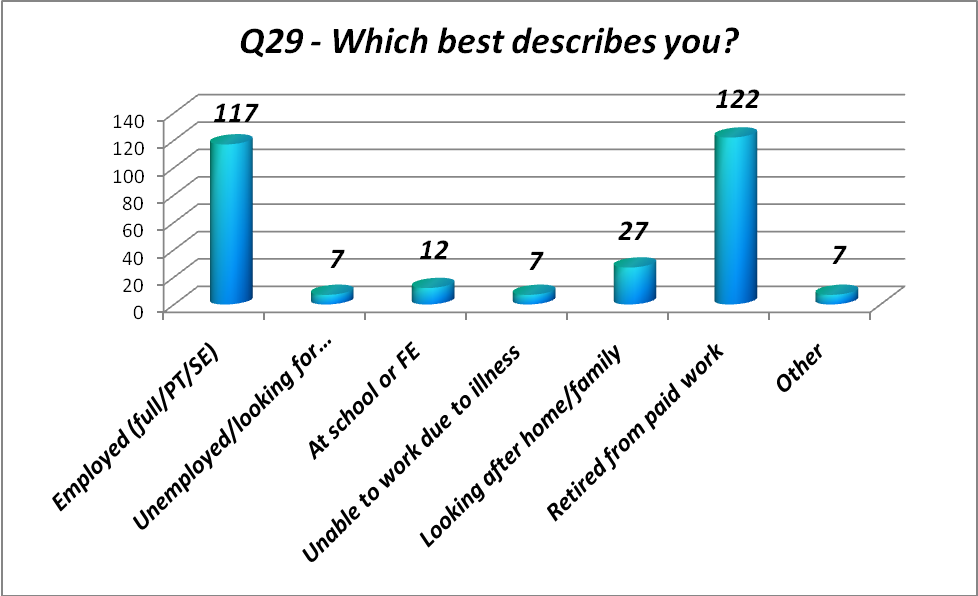 Q29 - Which best describes you?
140
120
100
80
60
40
20
0
117
7
12
7
27
122
7
Employed (full/PT/SE)
Unemployed/looking for...
At school or FE
Unable to work due to illness
Looking after home/family
Retired from paid work
Other